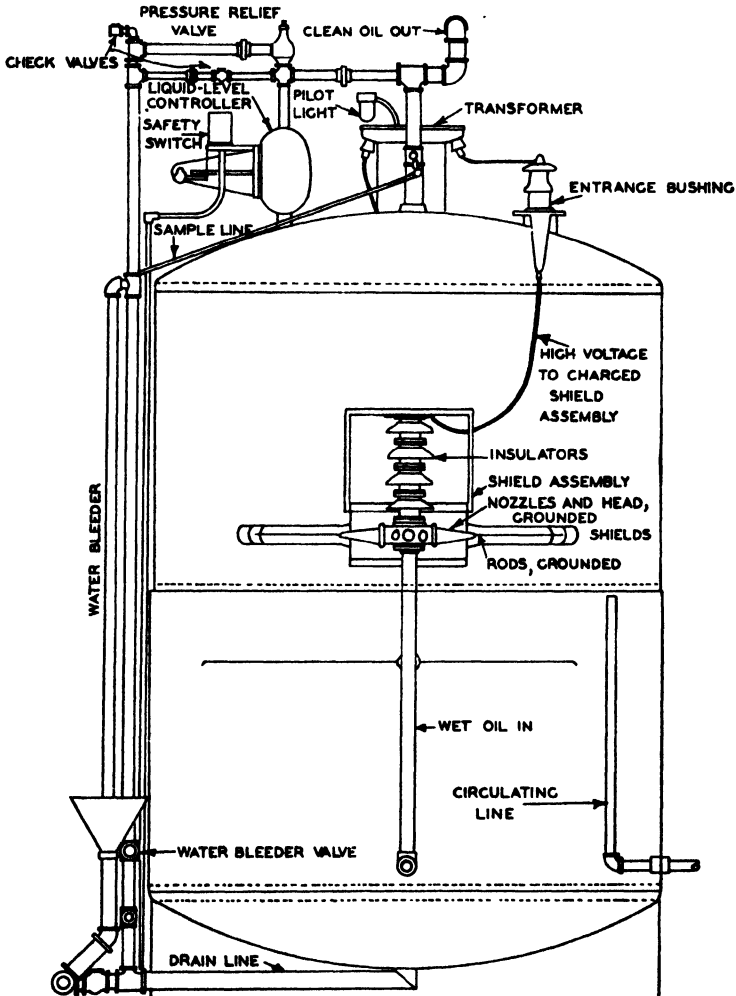 PRESSURE RELIEF
VALVE
CLEAN OIL OUT
CHECK VALVES
LIQUID-LEVEL
CONTROLLER
PILOT
LIGHT
TRANSFORMER
SAFETY
SWITCH
ENTRANCE BUSHING
SAMPLE LINE
HIGH VOLTAGE
TO CHARGED
SHIELD
ASSEMBLY
INSULATORS
SHIELD ASSEMBLY
NOZZLES AND HEAD,
GROUNDED
SHIELDS
RODS, GROUNDED
WATER BLEEDER
WET OIL IN
CIRCULATING
LINE
WATER BLEEDER VALVE
DRAIN LINE